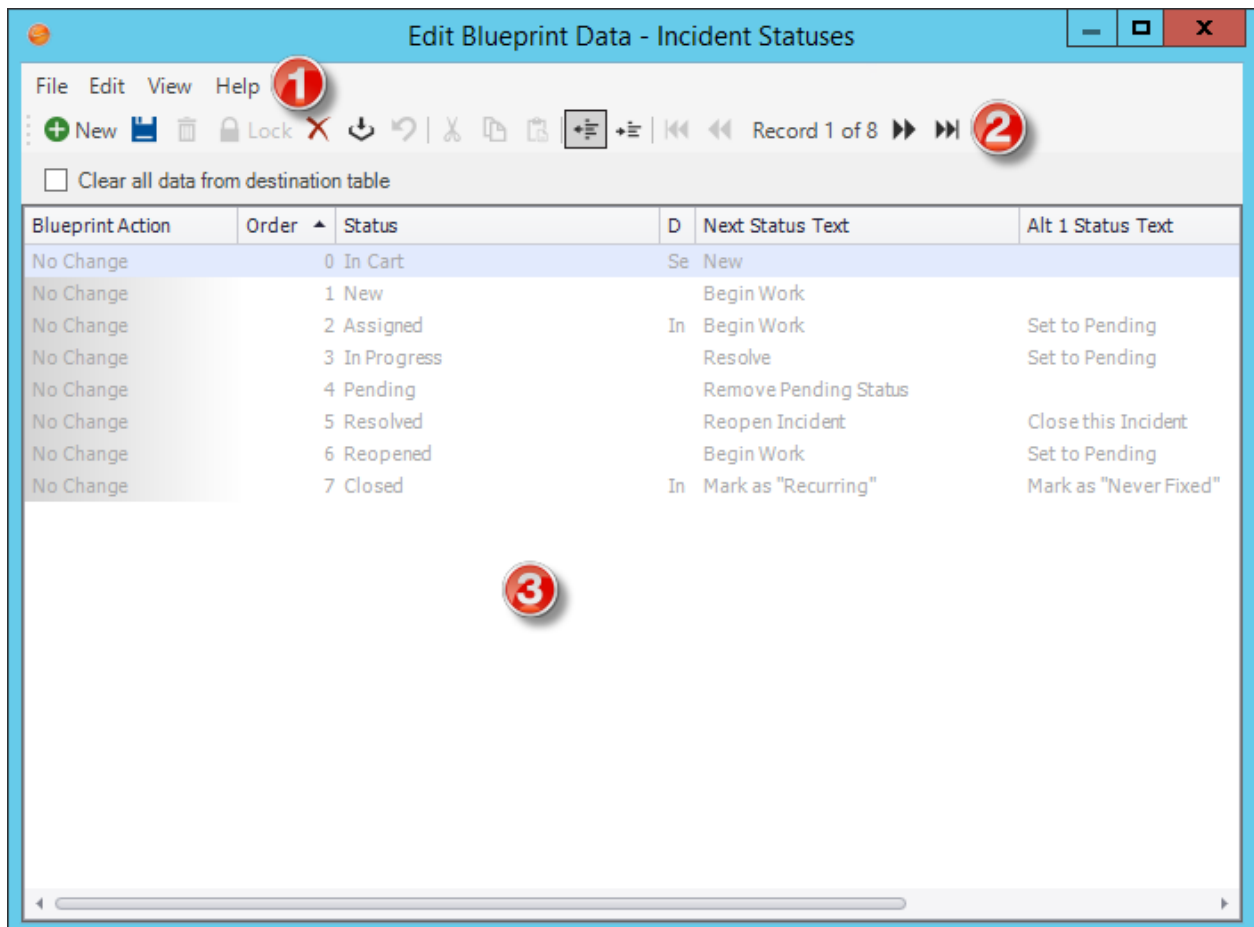 Edit Blueprint Data - Incident Statuses
File Edit View Help 1
New Lock Record 1 of 8 2
Clear all data from destination table
Blueprint Action Order Status D Next Status Text Alt 1 Status Text
No Change 0 In Cart Se New
No Change 1 New Begin Work
No Change 2 Assigned In Begin Work Set to Pending
No Change 3 In Progress Resolve Set to Pending
No Change 4 Pending Remove Pending Status
No Change 5 Resolved Reopen Incident Close this Incident
No Change 6 Reopened Begin Work Set to Pending
No Change 7 Closed In Mark as "Recurring" Mark as "Never Fixed"
3